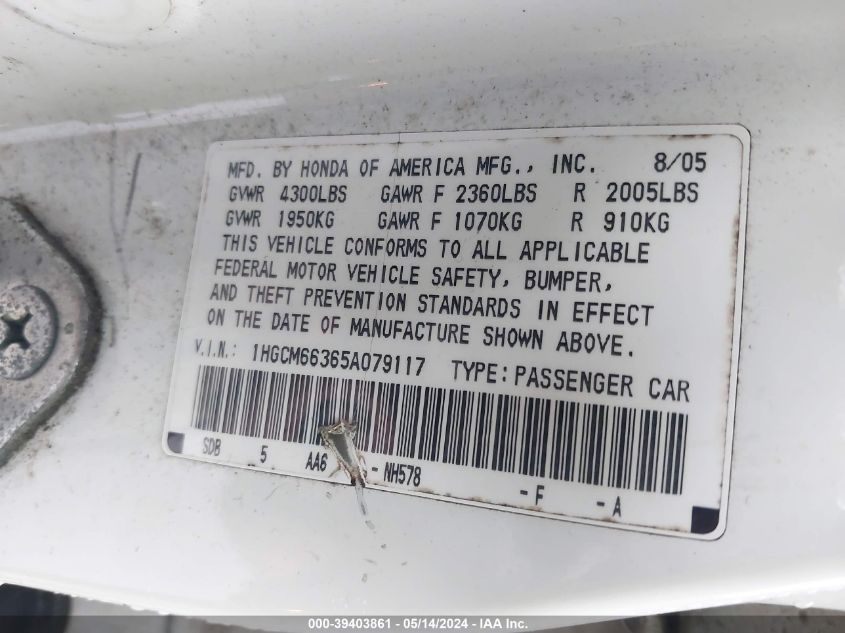 MFD. BY HONDA OF AMERICA MFG., INC. 8/05
GVWR 4300LBS GAWR F 2360LBS R 2005LBS
GVWR 1950KG GAWR F 1070KG R 910KG
THIS VEHICLE CONFORMS TO ALL APPLICABLE
FEDERAL MOTOR VEHICLE SAFETY, BUMPER,
AND THEFT PREVENTION STANDARDS IN EFFECT
ON THE DATE OF MANUFACTURE SHOWN ABOVE.
V.I.N.: 1HGCM66365A079117 TYPE:PASSENGER CAR
SDB 5 AA6 -NH578 -F -A
000-39403861 - 05/14/2024 - IAA Inc.